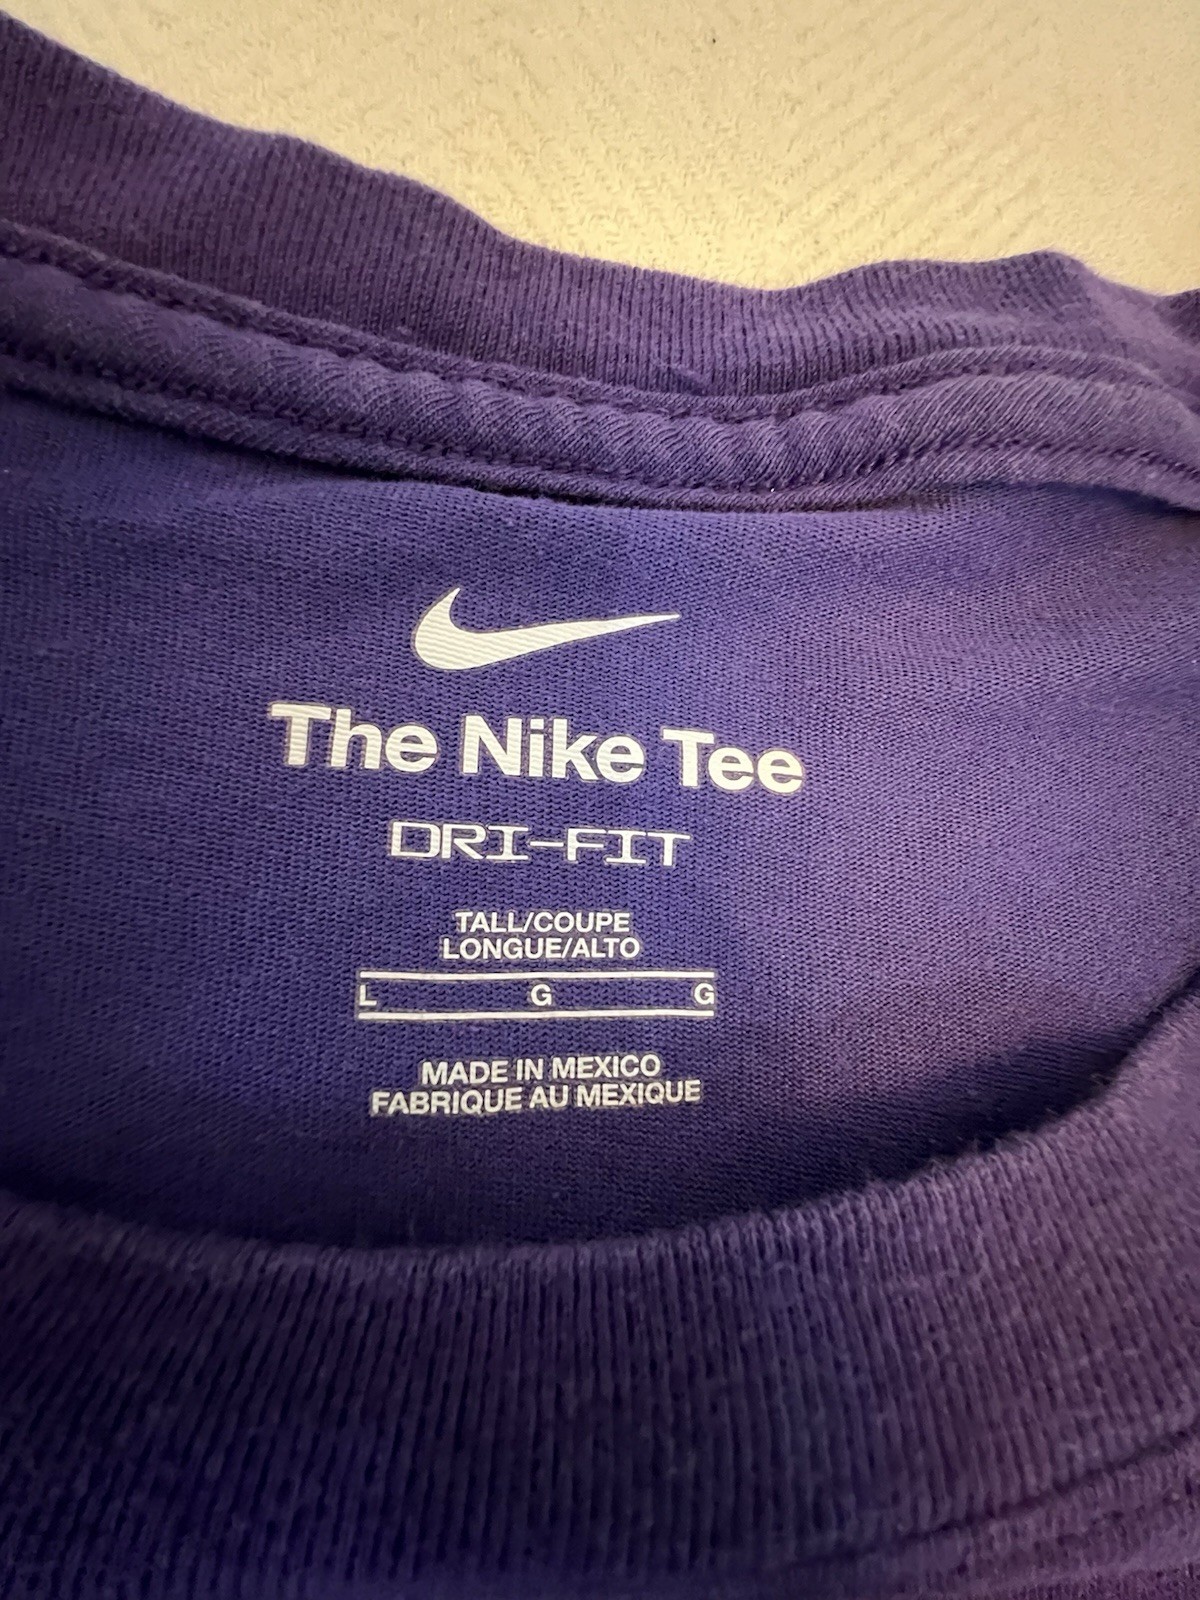 The Nike Tee
DRI-FIT
TALL/COUPE
LONGUE/ALTO
L G G
MADE IN MEXICO
FABRIQUE AU MEXIQUE